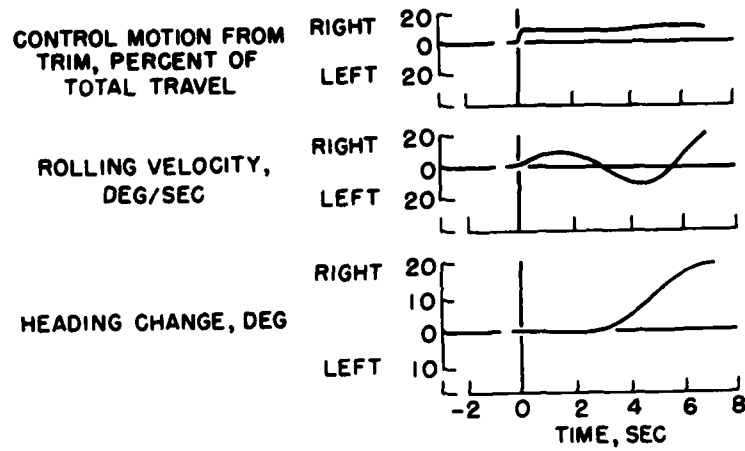 CONTROL MOTION FROM
TRIM, PERCENT OF
TOTAL TRAVEL
RIGHT 20
0
LEFT 20
ROLLING VELOCITY,
DEG/SEC
RIGHT 20
0
LEFT 20
HEADING CHANGE, DEG
RIGHT 20
10
0
LEFT 10
-2 0 2 4 6 8
TIME, SEC